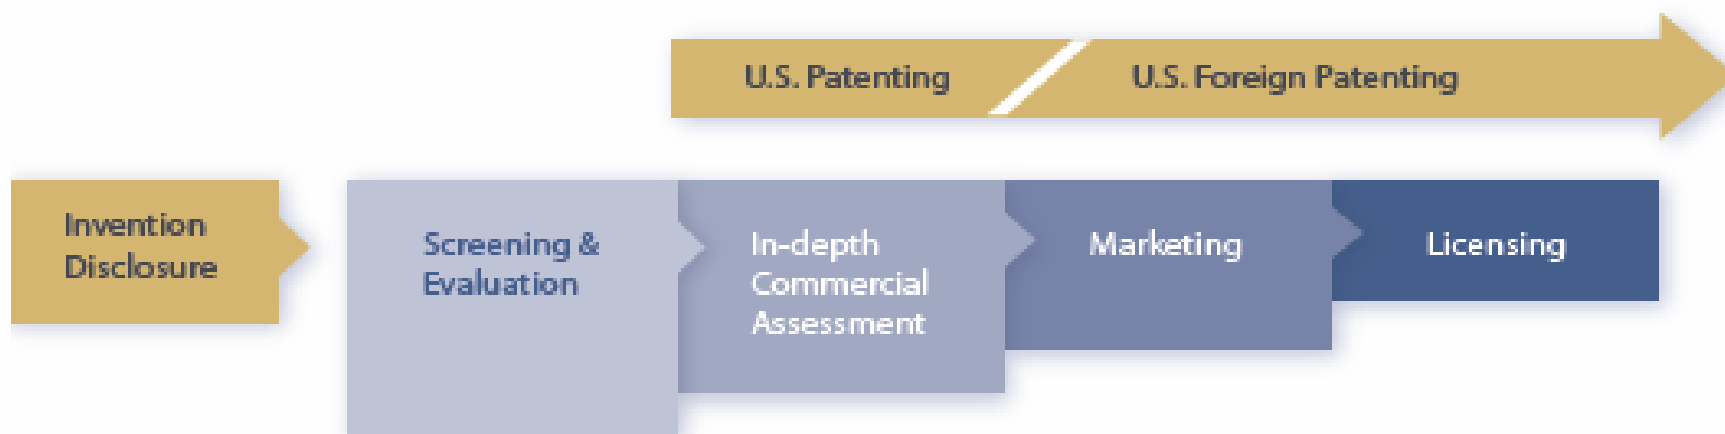 U.S. Patenting
U.S. Foreign Patenting
Invention
Disclosure
Screening &
Evaluation
In-depth
Commercial
Assessment
Marketing
Licensing